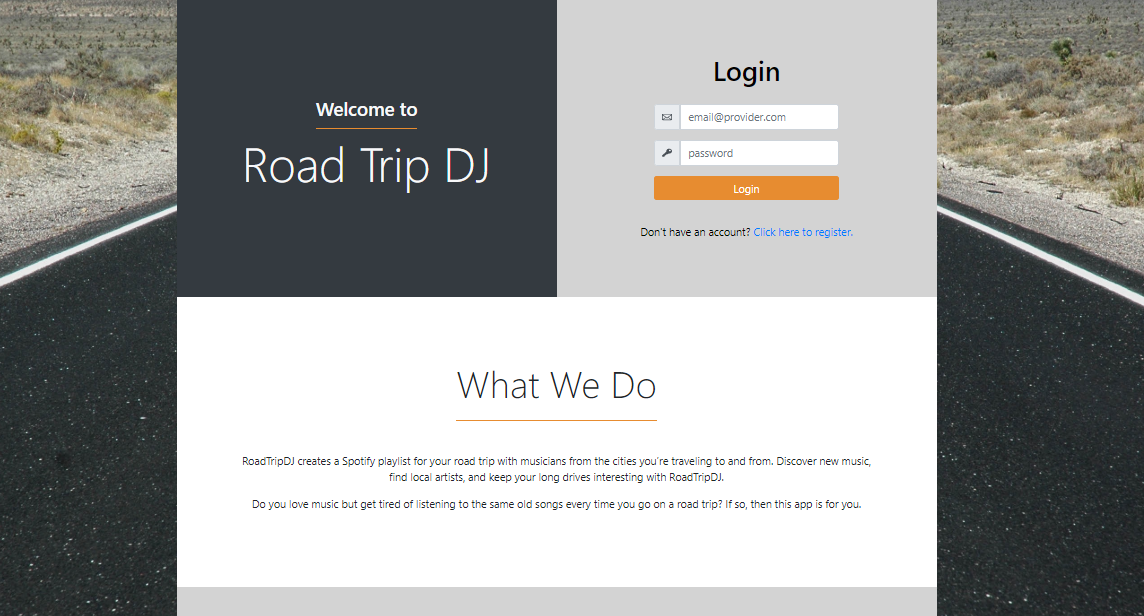 Welcome to
Road Trip DJ
Login
email@provider.com
password
Login
Don't have an account? Click here to register.
What We Do
RoadTripDJ creates a Spotify playlist for your road trip with musicians from the cities you're traveling to and from. Discover new music,
find local artists, and keep your long drives interesting with RoadTripDJ.
Do you love music but get tired of listening to the same old songs every time you go on a road trip? If so, then this app is for you.